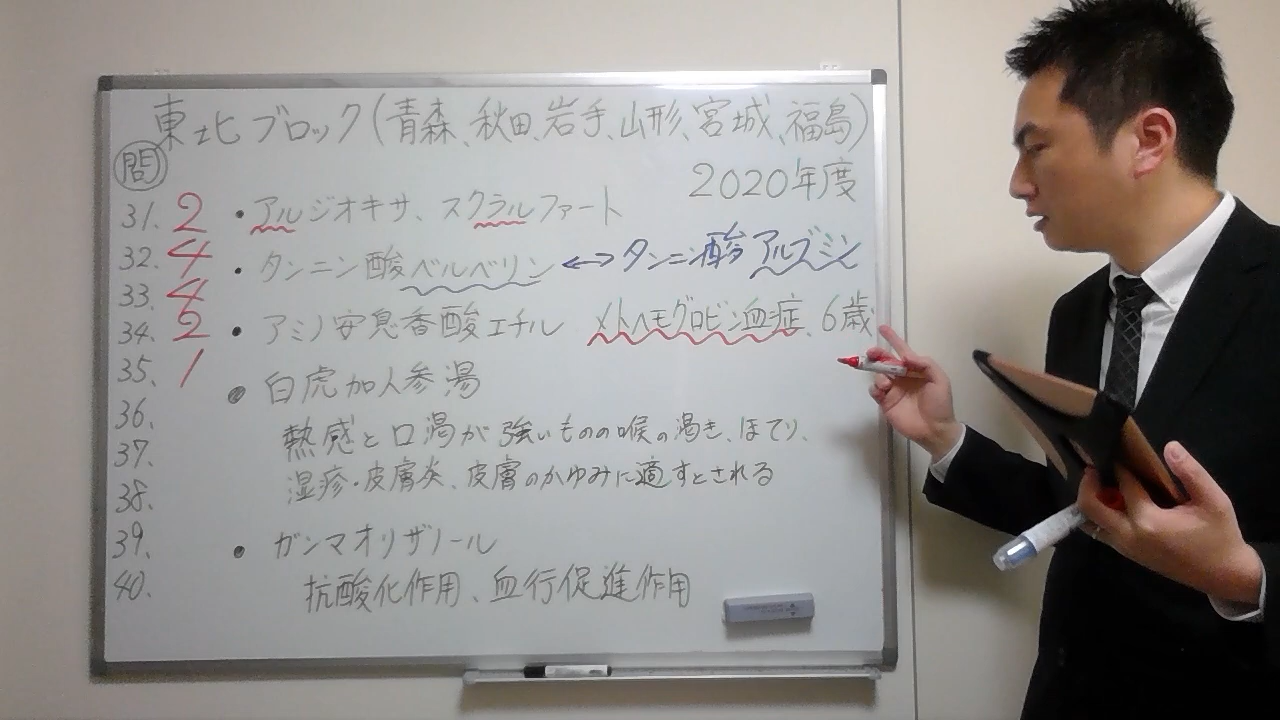 東北ブロック(青森、秋田、岩手、山形、宮城、福島)
2020年度
問
31. 2 ・アルジオキサ、スクラルファート
32. 4 ・タンニン酸ベルベリン ↔ タンニン酸アルブミン
33. 4
34. 2 ・アミノ安息香酸エチル メトヘモグロビン血症、6歳
35. 1 ・白虎加人参湯
36.
熱感と口渇が強いものの喉の渇き、ほてり、
37.
湿疹・皮膚炎、皮膚のかゆみに適すとされる
38.
39. ・ガンマオリザノール
40. 抗酸化作用、血行促進作用